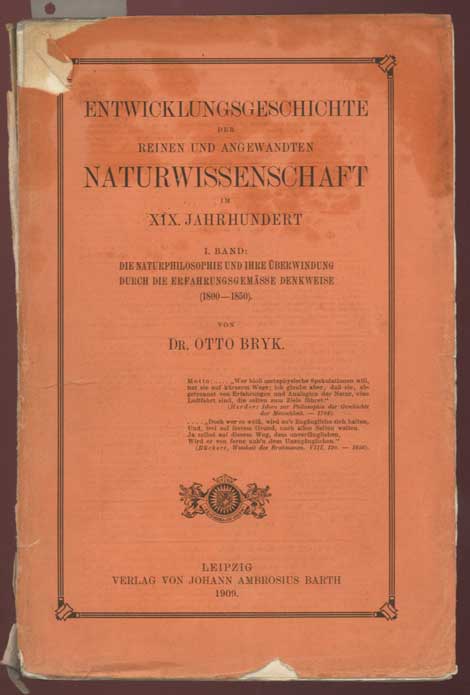 ENTWICKLUNGSGESCHICHTE
DER
REINEN UND ANGEWANDTEN
NATURWISSENSCHAFT
IM
XIX. JAHRHUNDERT
I. BAND:
DIE NATURPHILOSOPHIE UND IHRE ÜBERWINDUNG
DURCH DIE ERFAHRUNGSGEMÄSSE DENKWEISE
(1800—1850).
VON
DR. OTTO BRYK.
Motto: .... „Wer bloß metaphysische Spekulationen will,
hat sie auf kürzerm Wege; ich glaube aber, daß sie, ab-
getrennt von Erfahrungen und Analogien der Natur, eine
Luftfahrt sind, die selten zum Ziele führet.“
(Herder: Ideen zur Philosophie der Geschichte
der Menschheit. — 1784).
.... „Doch wer es weiß, wird an's Zugängliche sich halten,
Und, frei auf festem Grund, nach allen Seiten walten.
Ja selbst auf diesem Weg, dem unverfänglichen,
Wird er von ferne nah'n dem Unzugänglichen.“
(Rückert, Weisheit des Brahmanen. VIII, 120. — 1836).
LEIPZIG
VERLAG VON JOHANN AMBROSIUS BARTH
1909.